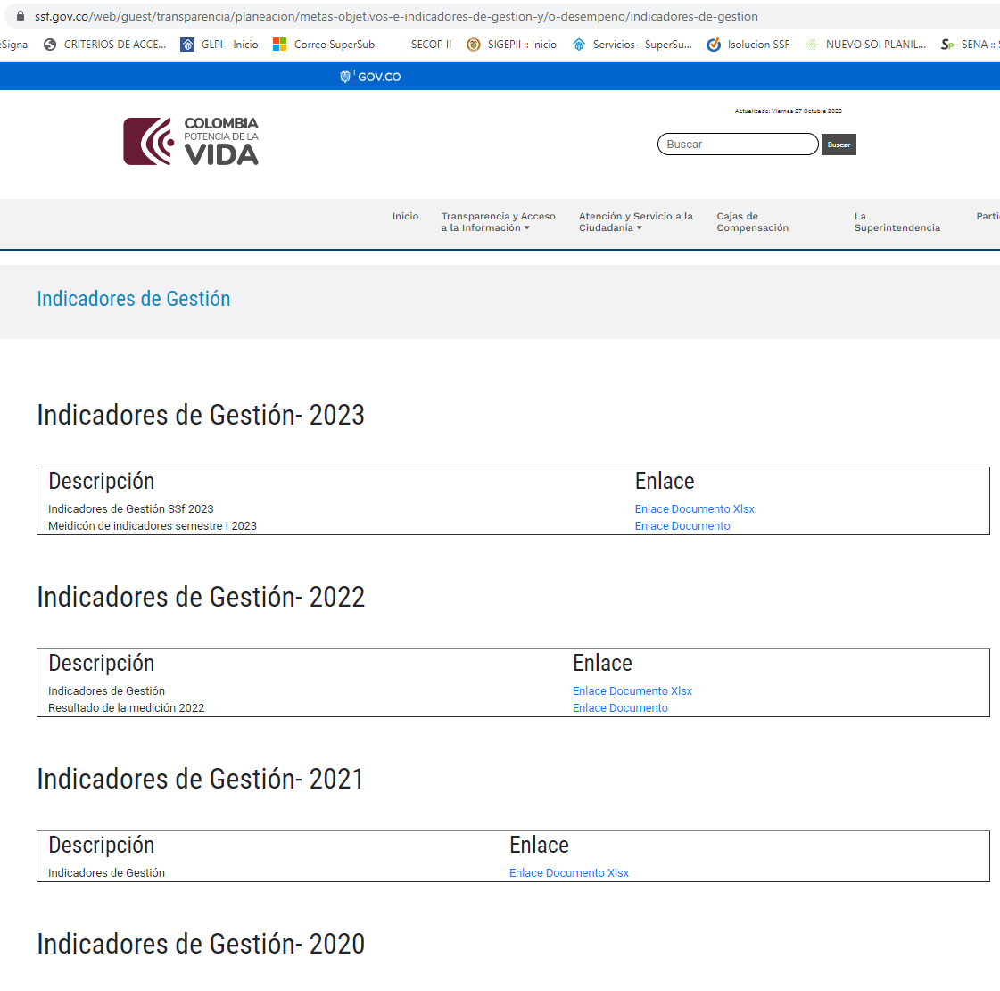 ssf.gov.co/web/guest/transparencia/planeacion/metas-objetivos-e-indicadores-de-gestion-y/o-desempeno/indicadores-de-gestion
eSigna CRITERIOS DE ACCE... GLPI - Inicio Correo SuperSub SECOP II SIGEPII :: Inicio Servicios - SuperSu... Isolucion SSF NUEVO SOI PLANIL... SENA ::
GOV.CO
Actualizado: Viernes 27 Octubre 2023
COLOMBIA
POTENCIA DE LA
VIDA
Buscar Buscar
Inicio Transparencia y Acceso a la Información Atención y Servicio a la Ciudadanía Cajas de Compensación La Superintendencia Parti
Indicadores de Gestión
Indicadores de Gestión- 2023
Descripción Enlace
Indicadores de Gestión SSf 2023 Enlace Documento Xlsx
Meidicón de indicadores semestre I 2023 Enlace Documento
Indicadores de Gestión- 2022
Descripción Enlace
Indicadores de Gestión Enlace Documento Xlsx
Resultado de la medición 2022 Enlace Documento
Indicadores de Gestión- 2021
Descripción Enlace
Indicadores de Gestión Enlace Documento Xlsx
Indicadores de Gestión- 2020